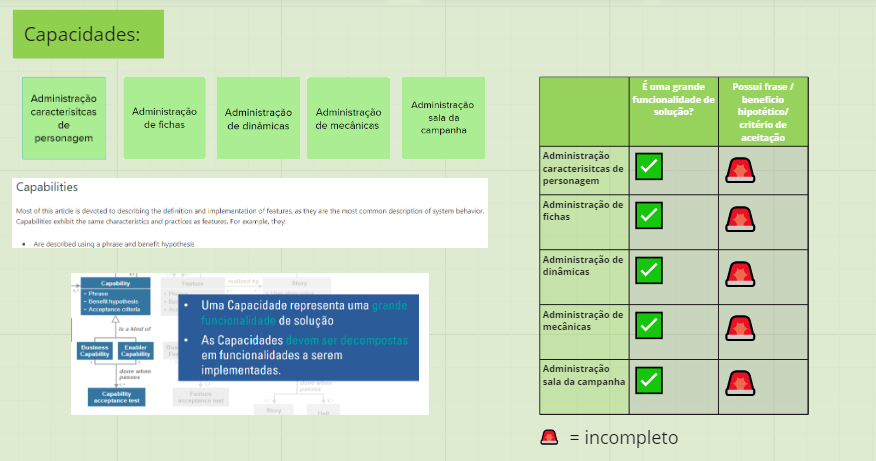 Capacidades:
Administração
caracterisitcas
de
personagem
Administração
de fichas
Administração
de dinâmicas
Administração
de mecânicas
Administração
sala da
campanha
Capabilities
Most of this article is devoted to describing the definition and implementation of features, as they are the most common description of system behavior.
Capabilities exhibit the same characteristics and practices as features. For example, they:
• Are described using a phrase and benefit hypothesis
Capability
• Phrase
• Benefit hypothesis
• Acceptance criteria
is a kind of
Business
Capability
Enabler
Capability
done when
passes
Capability
acceptance test
Feature
realized by
Story
• Uma Capacidade representa uma grande
funcionalidade de solução
• As Capacidades devem ser decompostas
em funcionalidades a serem
implementadas.
Feature
acceptance test
done when
passes
Story
É uma grande
funcionalidade de
solução?
Possui frase /
benefício
hipotético/
critério de
aceitação
Administração
caracterisitcas de
personagem
Administração de
fichas
Administração de
dinâmicas
Administração de
mecânicas
Administração
sala da campanha
= incompleto